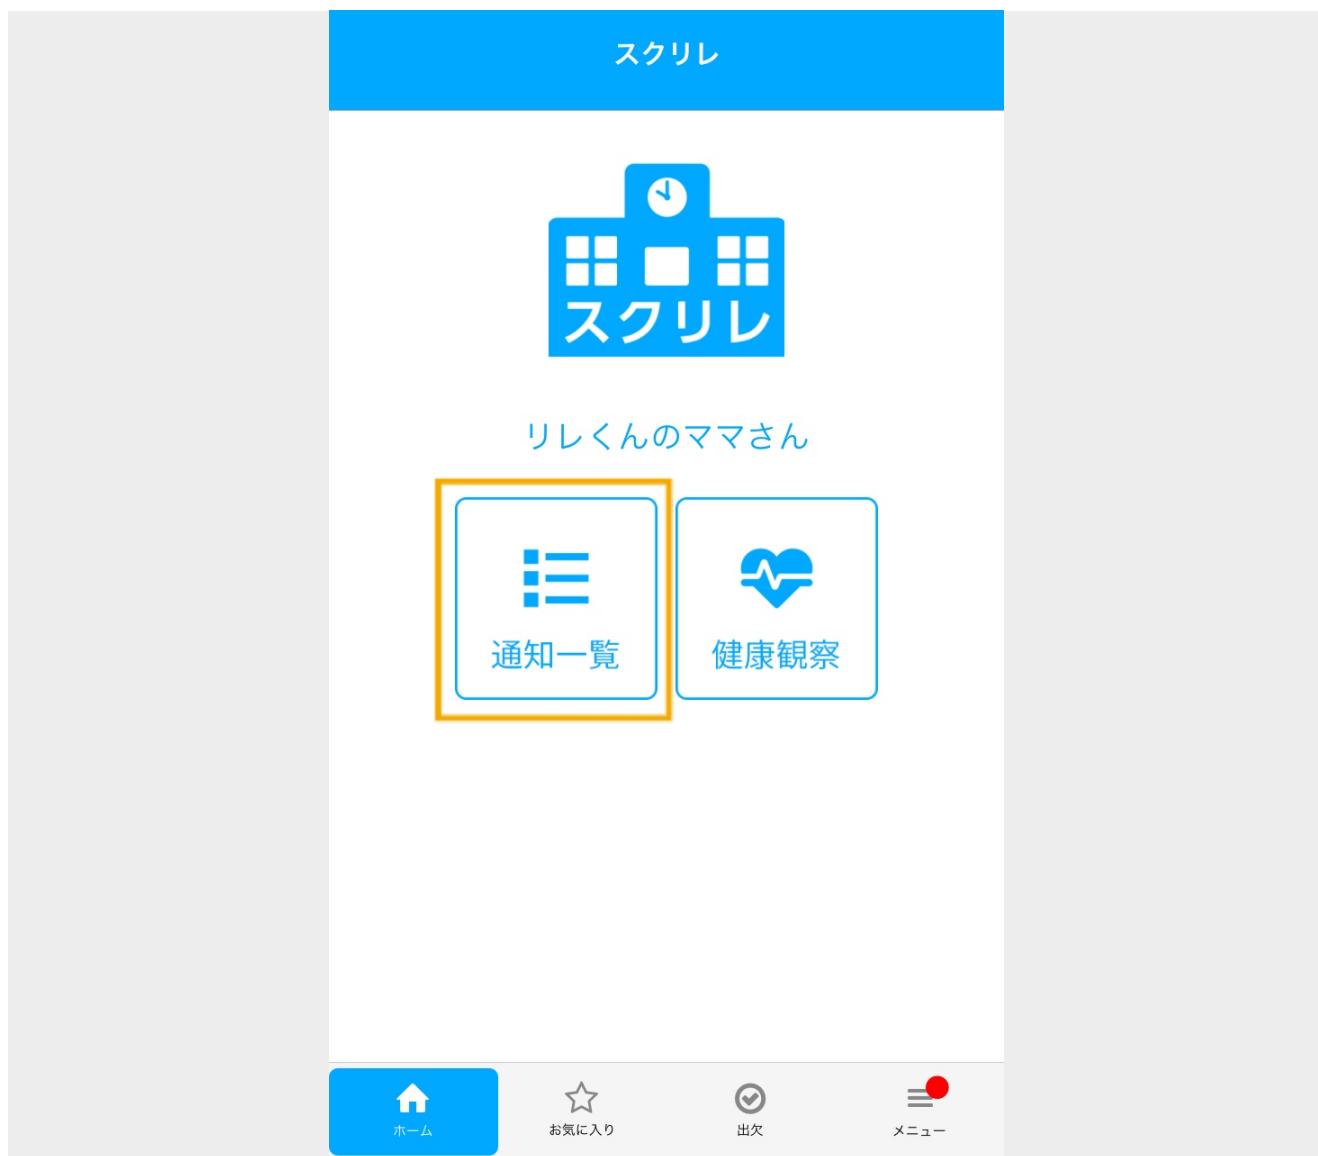 スクリレ
スクリレ
リレくんのママさん
通知一覧
健康観察
ホーム
お気に入り
出欠
メニュー